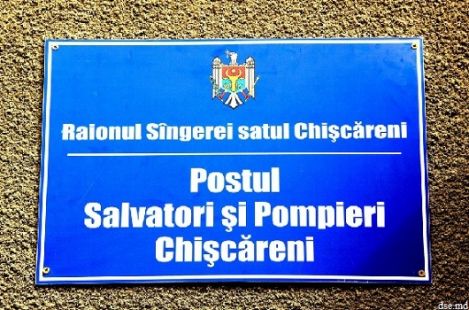 Raionul Sîngerei satul Chişcăreni
Postul
Salvatori şi Pompieri
Chişcăreni
dse.md